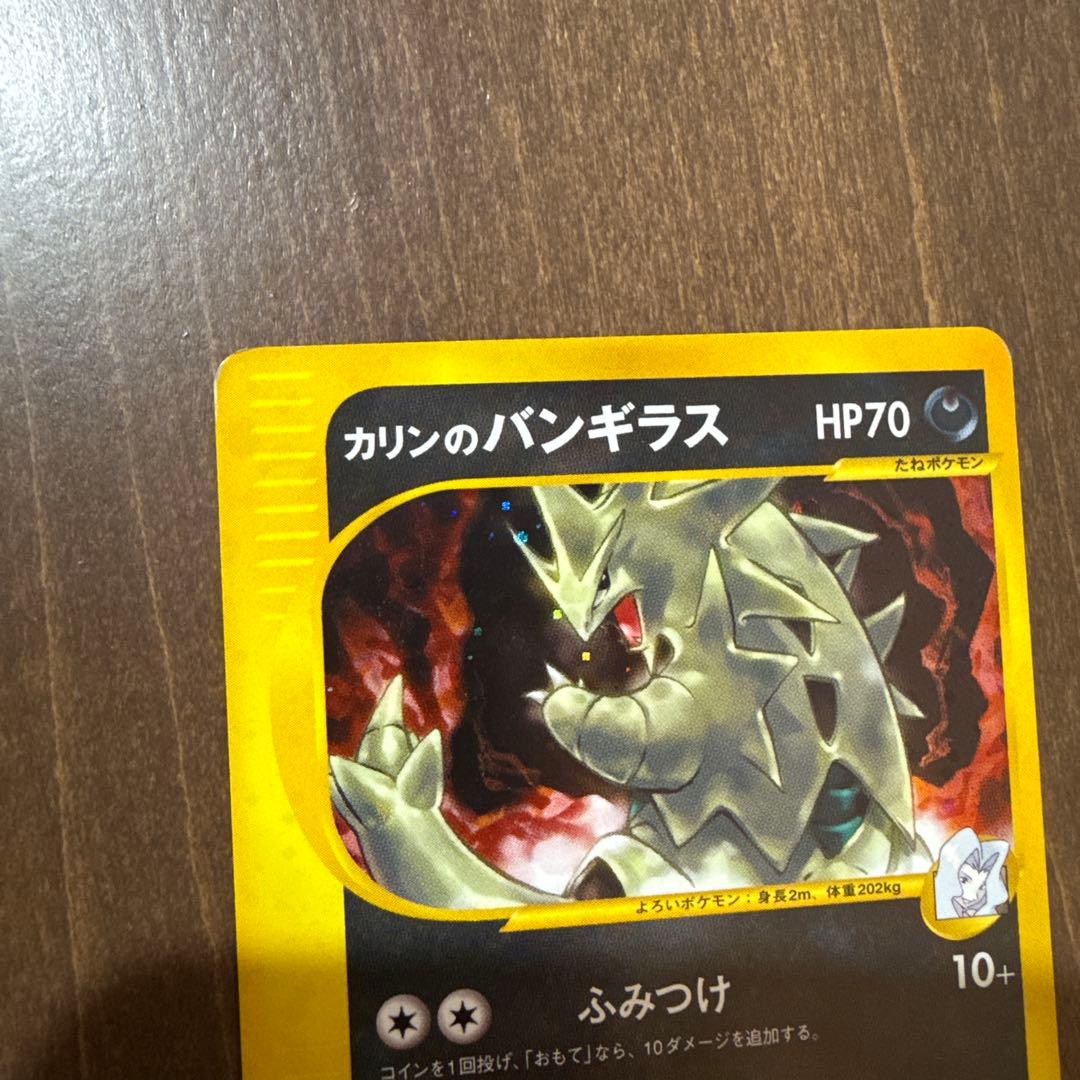 カリンのバンギラス HP70
たねポケモン
よろいポケモン：身長2m、体重202kg
ふみつけ 10+
コインを1回投げ、「おもて」なら、10ダメージを追加する。